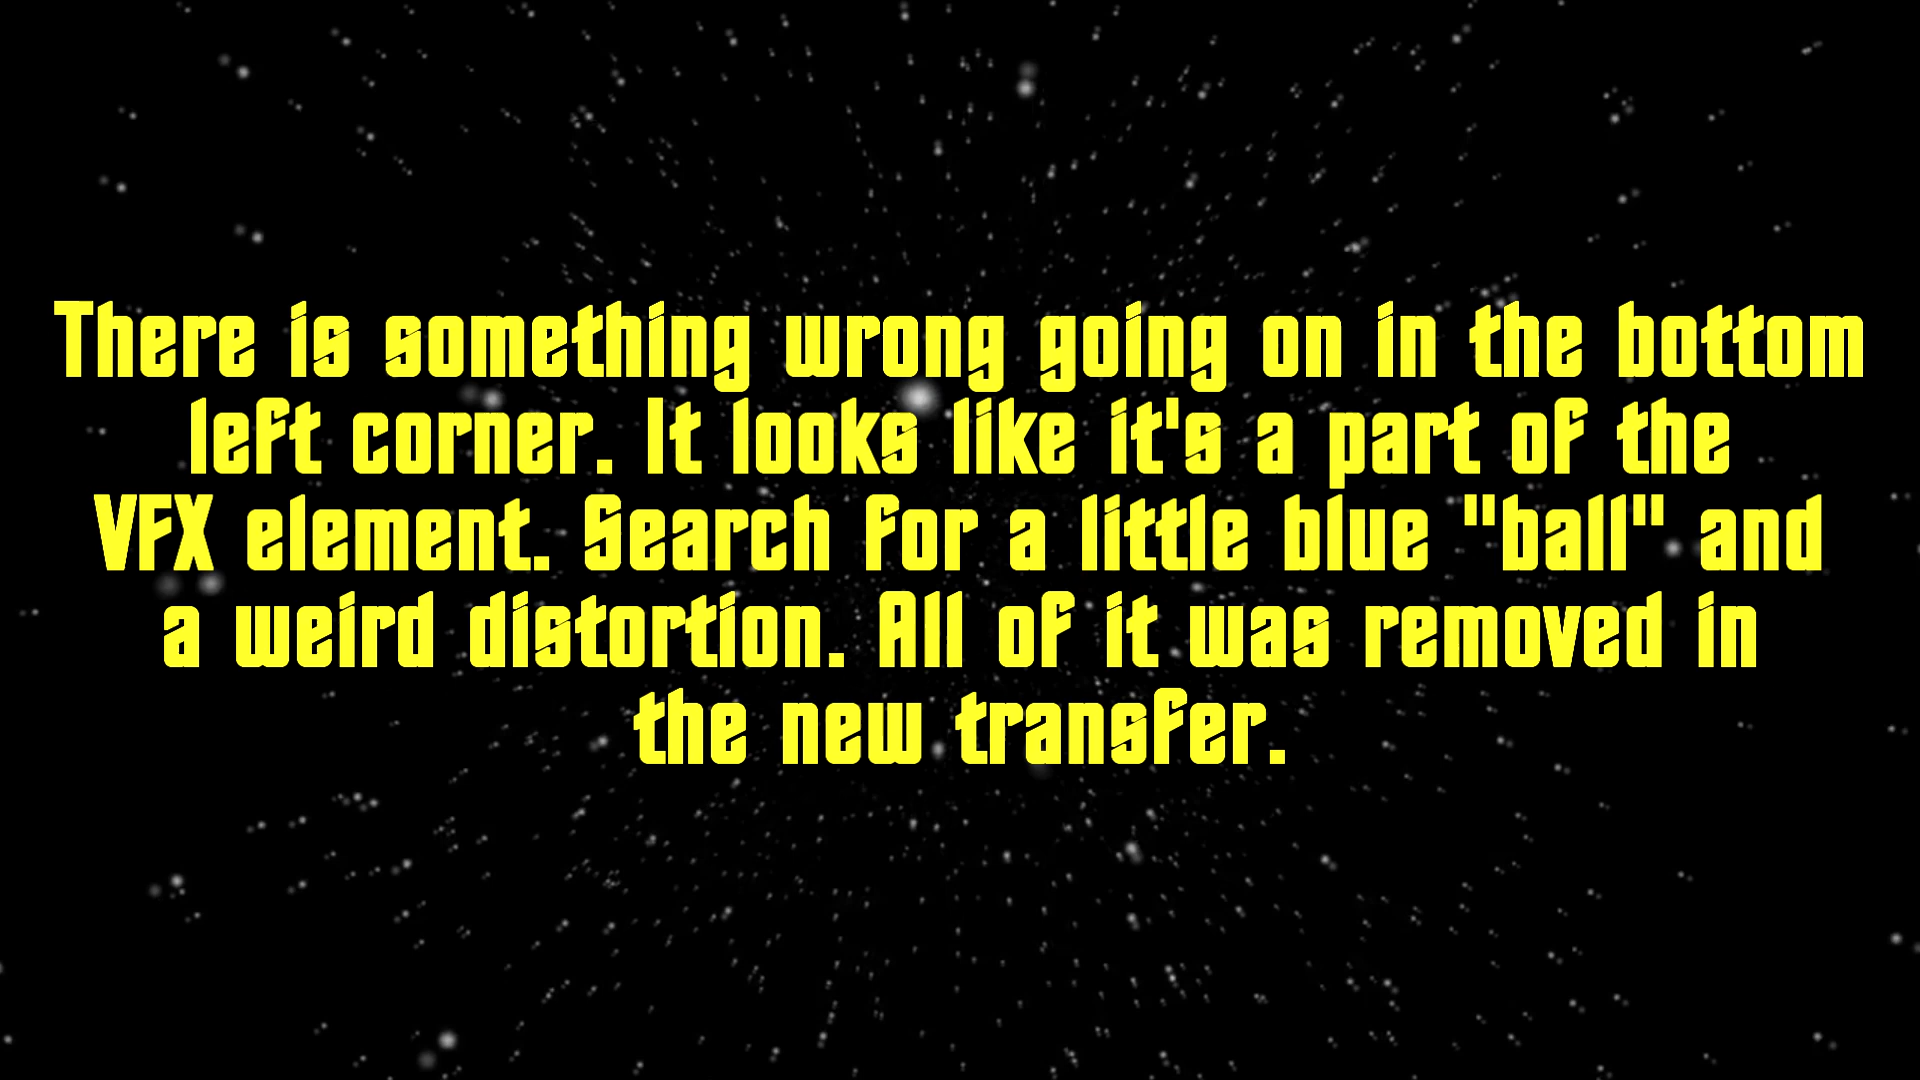 There is something wrong going on in the bottom
left corner. It looks like it's a part of the
VFX element. Search for a little blue "ball" and
a weird distortion. All of it was removed in
the new transfer.